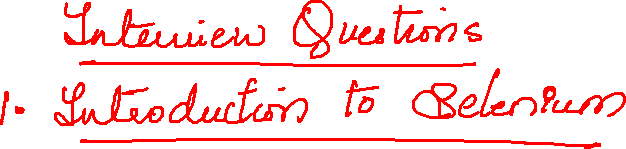 Interview Questions
1. Introduction to Selenium